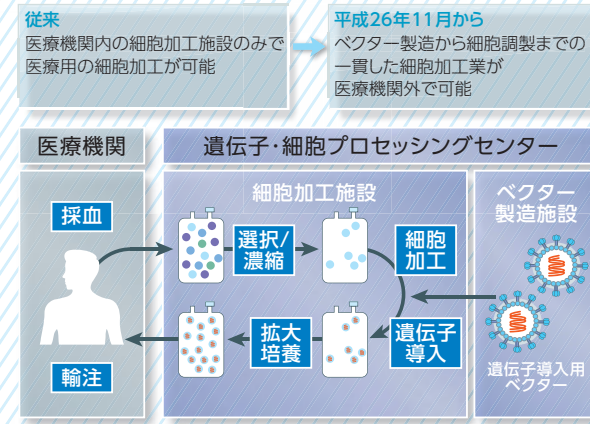 従来
医療機関内の細胞加工施設のみで
医療用の細胞加工が可能
平成26年11月から
ベクター製造から細胞調製までの
一貫した細胞加工業が
医療機関外で可能
医療機関
遺伝子・細胞プロセッシングセンター
採血
輸注
細胞加工施設
選択/
濃縮
細胞
加工
遺伝子
導入
拡大
培養
ベクター
製造施設
遺伝子導入用
ベクター